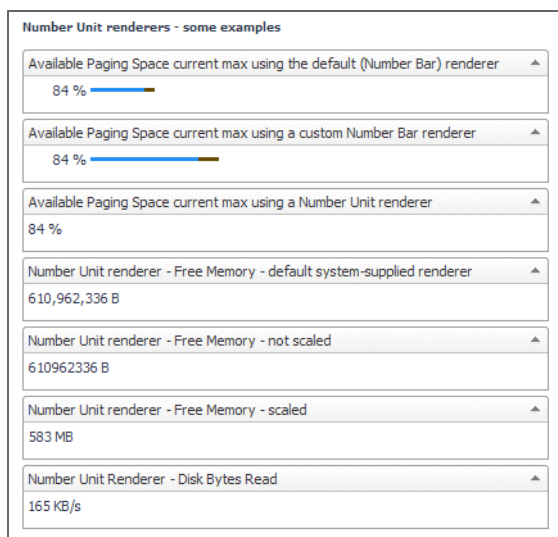 Number Unit renderers - some examples
Available Paging Space current max using the default (Number Bar) renderer
84 %
Available Paging Space current max using a custom Number Bar renderer
84 %
Available Paging Space current max using a Number Unit renderer
84 %
Number Unit renderer - Free Memory - default system-supplied renderer
610,962,336 B
Number Unit renderer - Free Memory - not scaled
610962336 B
Number Unit renderer - Free Memory - scaled
583 MB
Number Unit Renderer - Disk Bytes Read
165 KB/s